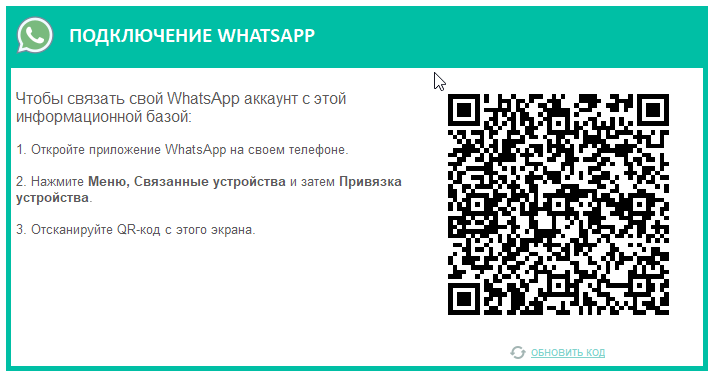 ПОДКЛЮЧЕНИЕ WHATSAPP
Чтобы связать свой WhatsApp аккаунт с этой
информационной базой:
1. Откройте приложение WhatsApp на своем телефоне.
2. Нажмите Меню, Связанные устройства и затем Привязка
устройства.
3. Отсканируйте QR-код с этого экрана.
ОБНОВИТЬ КОД